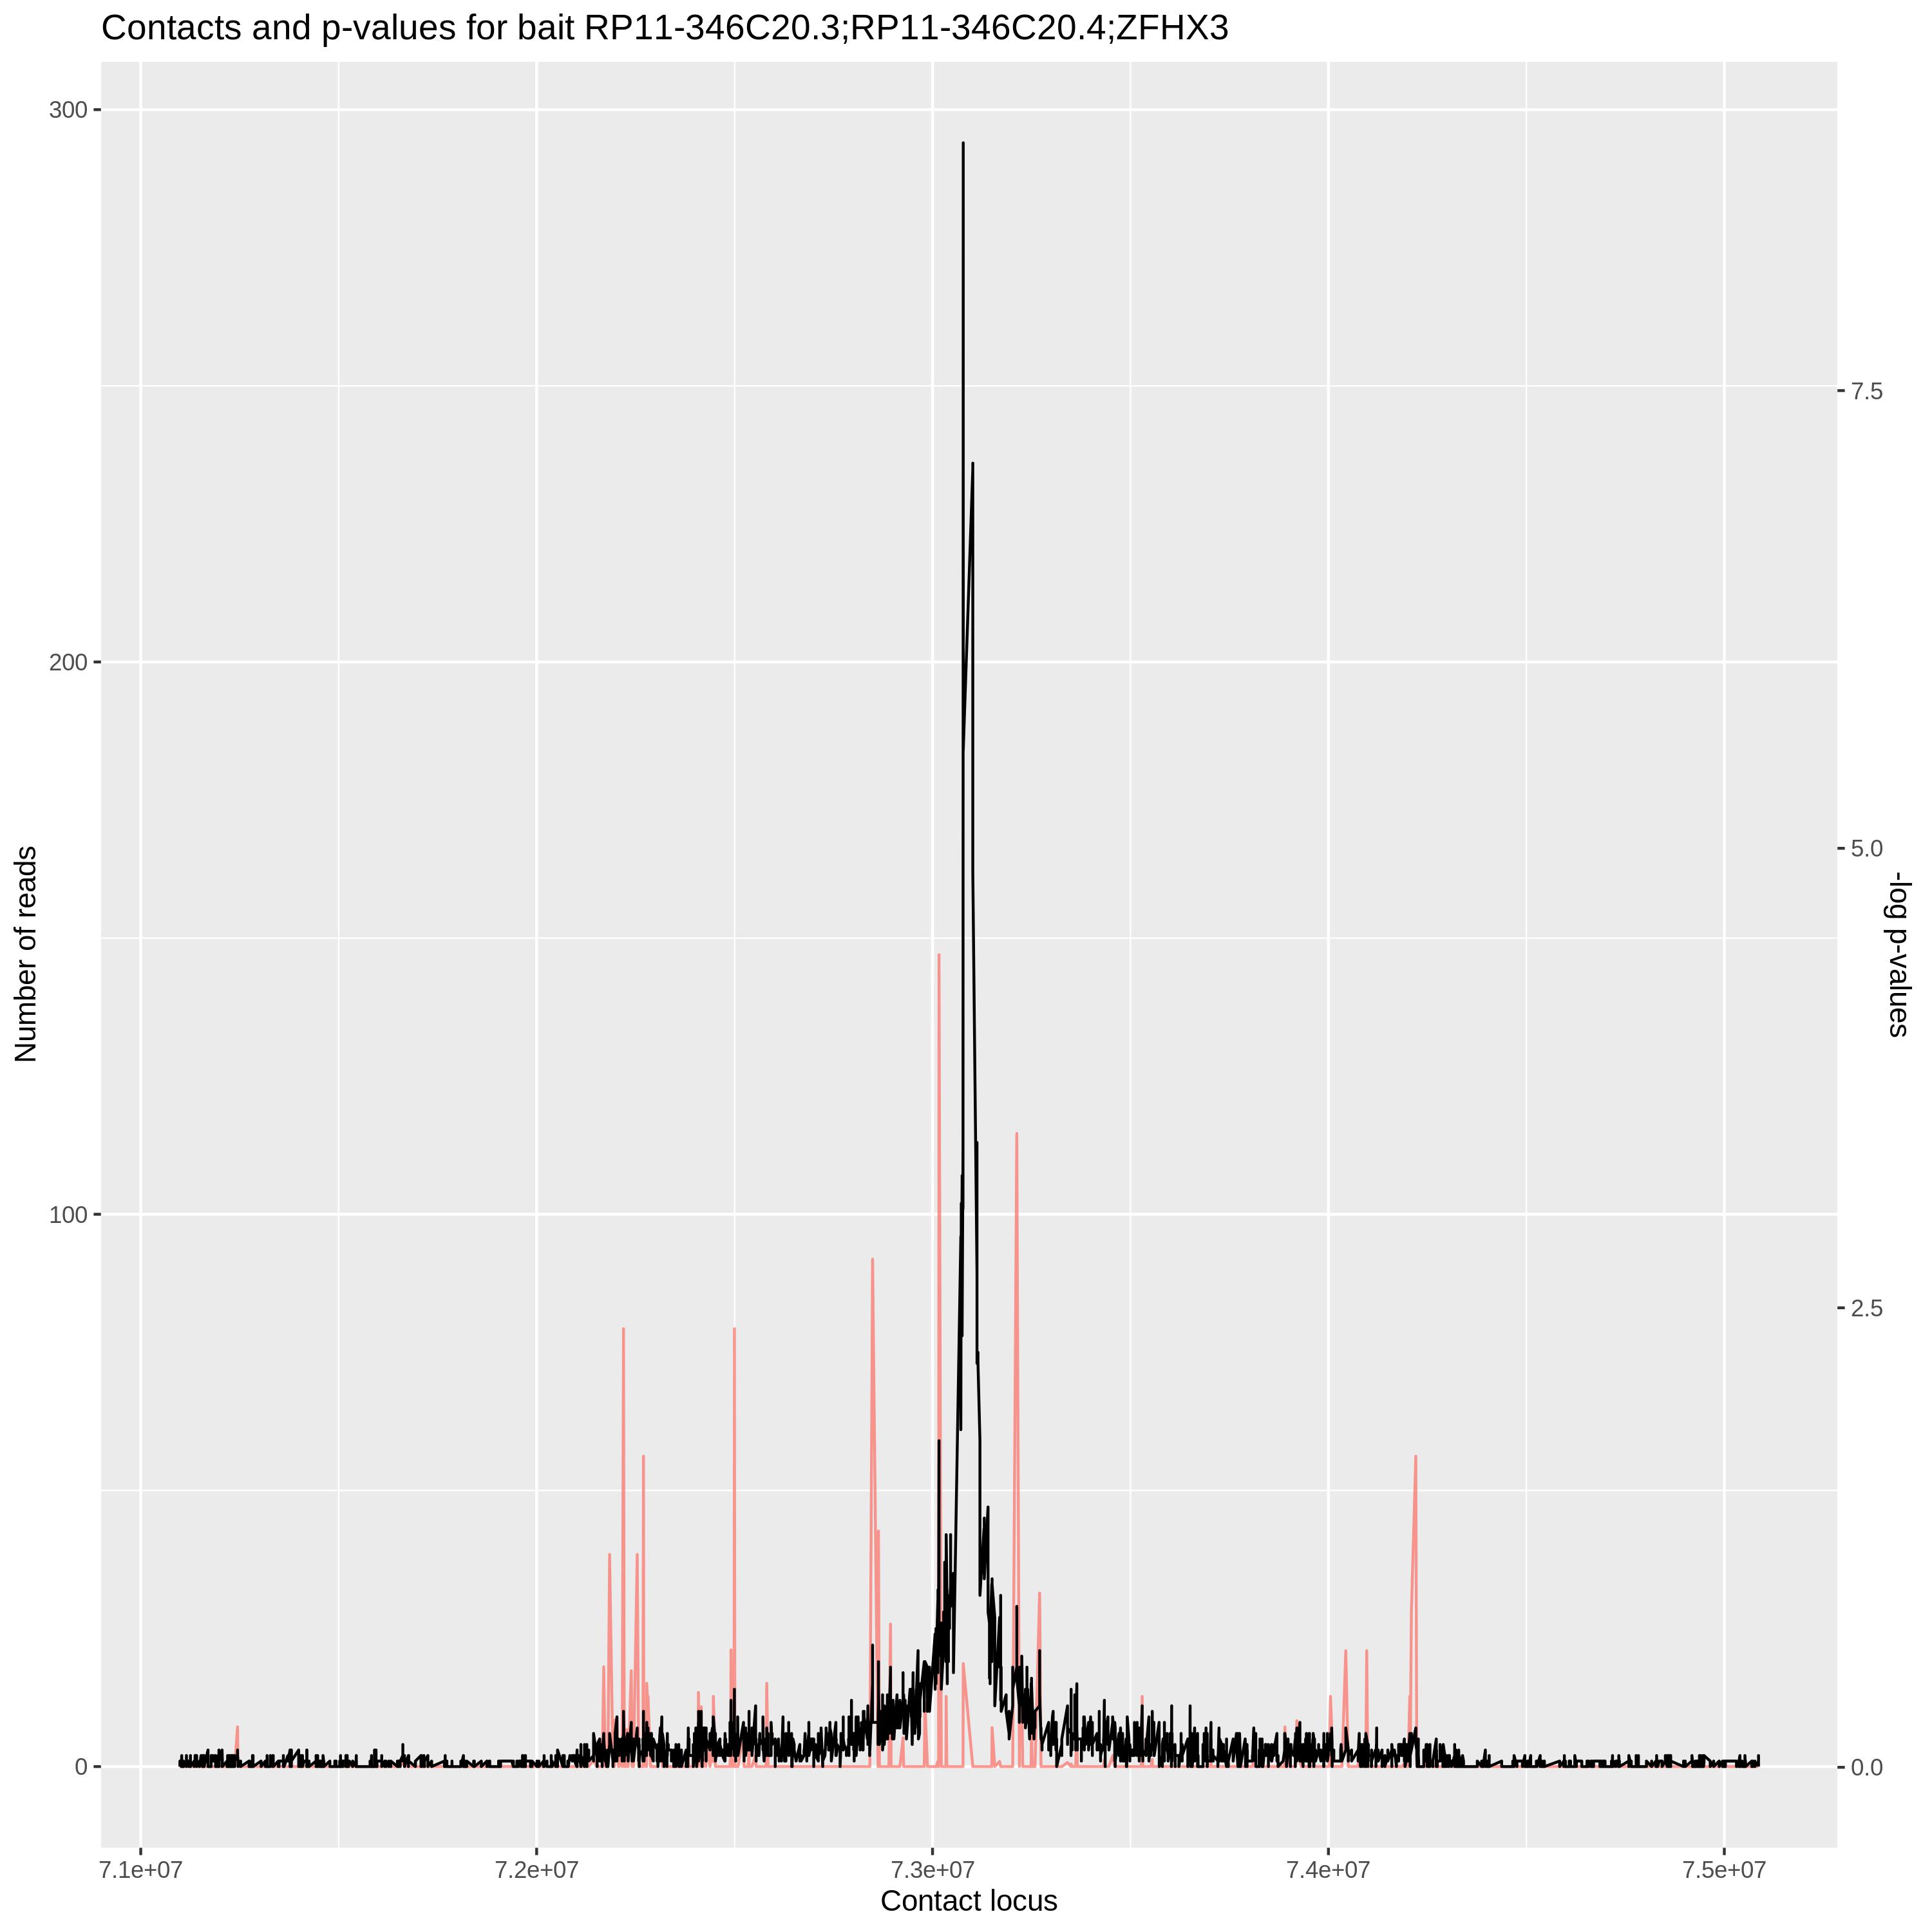 Contacts and p-values for bait RP11-346C20.3;RP11-346C20.4;ZFHX3
300
200
100
0
Number of reads
7.5
5.0
2.5
0.0
-log p-values
7.1e+07
7.2e+07
7.3e+07
7.4e+07
7.5e+07
Contact locus